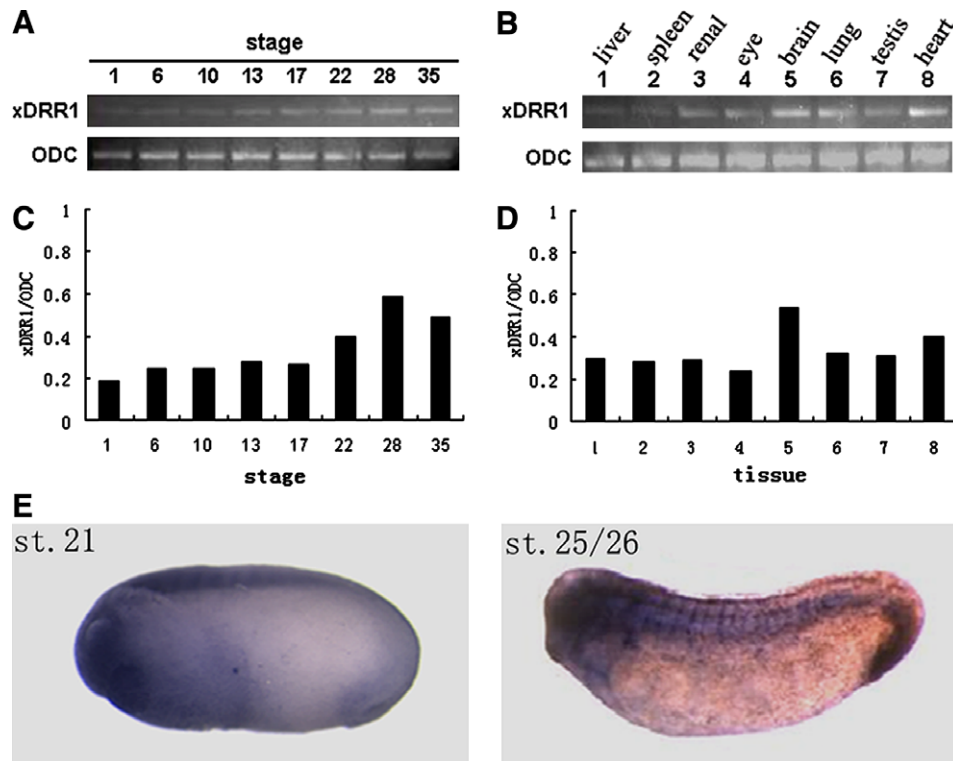 A
stage
1 6 10 13 17 22 28 35
xDRR1
ODC
B
liver spleen renal eye brain lung testis heart
1 2 3 4 5 6 7 8
xDRR1
ODC
C
1
0.8
0.6
0.4
0.2
0
xDRR1/ODC
1 6 10 13 17 22 28 35
stage
D
1
0.8
0.6
0.4
0.2
0
xDRR1/ODC
1 2 3 4 5 6 7 8
tissue
E
st.21
st.25/26